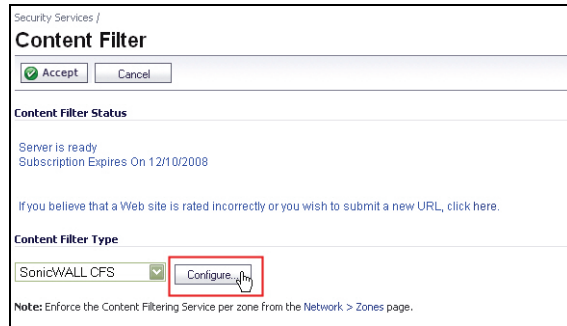 Security Services /
Content Filter
Accept Cancel
Content Filter Status
Server is ready
Subscription Expires On 12/10/2008
If you believe that a Web site is rated incorrectly or you wish to submit a new URL, click here.
Content Filter Type
SonicWALL CFS Configure...
Note: Enforce the Content Filtering Service per zone from the Network > Zones page.